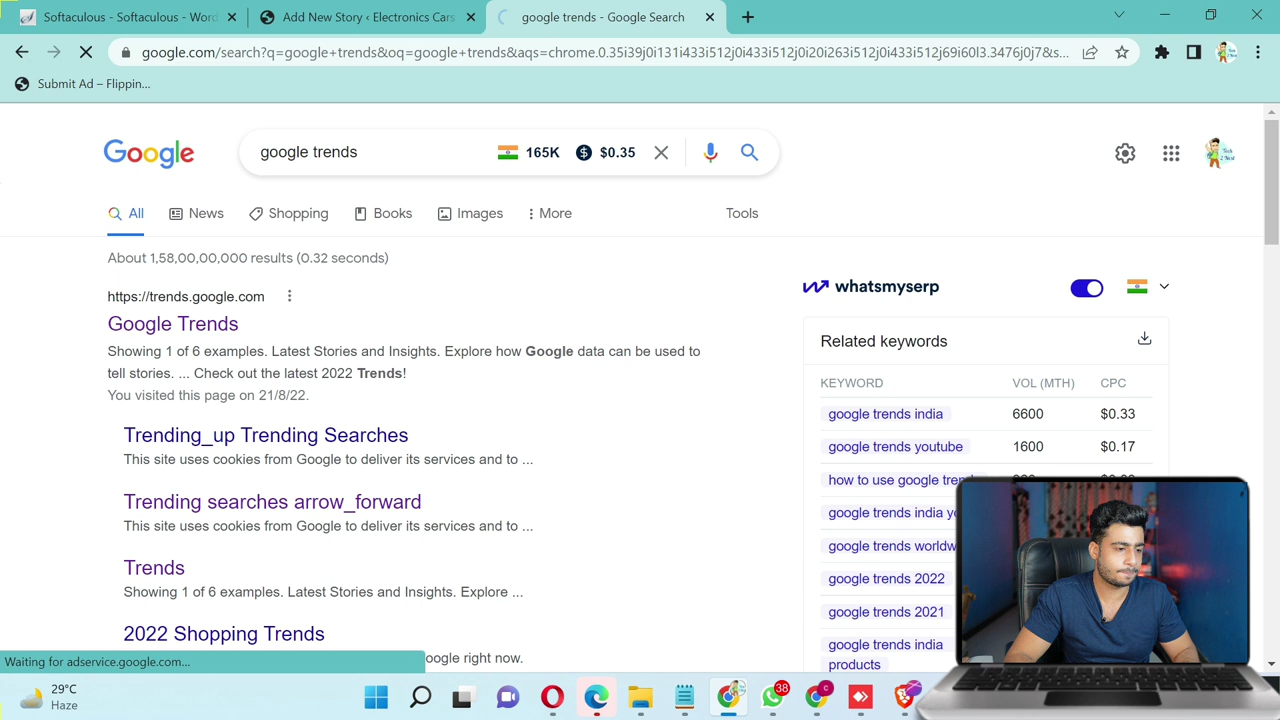 Softaculous - Softaculous - Word
Add New Story ‹ Electronics Cars
google trends - Google Search
google.com/search?q=google+trends&oq=google+trends&aqs=chrome.0.35i39j0i131i433i512j0i433i512j0i20i263i512j0i433i512j69i60l3.3476j0j7&s...
Submit Ad – Flippin...
Google
google trends
165K
$0.35
All
News
Shopping
Books
Images
More
Tools
About 1,58,00,00,000 results (0.32 seconds)
https://trends.google.com
Google Trends
Showing 1 of 6 examples. Latest Stories and Insights. Explore how Google data can be used to
tell stories. ... Check out the latest 2022 Trends!
You visited this page on 21/8/22.
Trending_up Trending Searches
This site uses cookies from Google to deliver its services and to ...
Trending searches arrow_forward
This site uses cookies from Google to deliver its services and to ...
Trends
Showing 1 of 6 examples. Latest Stories and Insights. Explore ...
2022 Shopping Trends
oogle right now.
whatsmyserp
Related keywords
KEYWORD VOL (MTH) CPC
google trends india 6600 $0.33
google trends youtube 1600 $0.17
how to use google
google trends india
google trends
google trends 2022
google trends 2021
google trends india
products
Waiting for adservice.google.com...
29°C
Haze
38